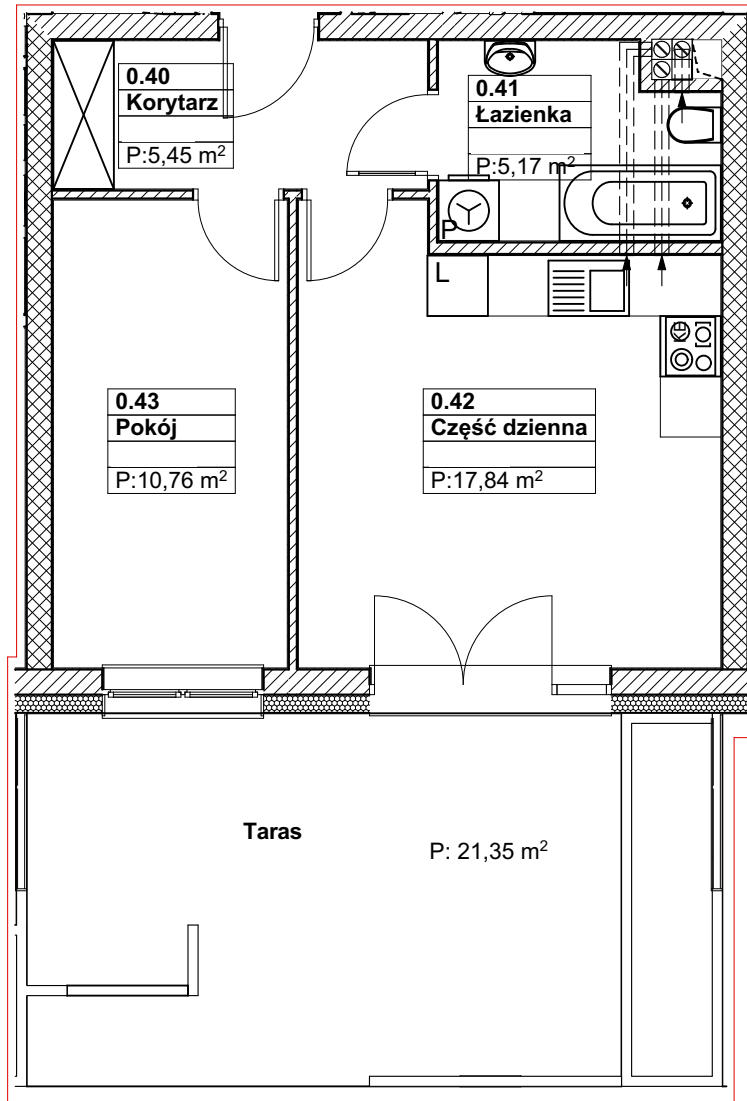 0.40
Korytarz
P:5,45 m²
0.41
Łazienka
P:5,17 m²
P
L
KE
0.43
Pokój
P:10,76 m²
0.42
Część dzienna
P:17,84 m²
Taras
P: 21,35 m²